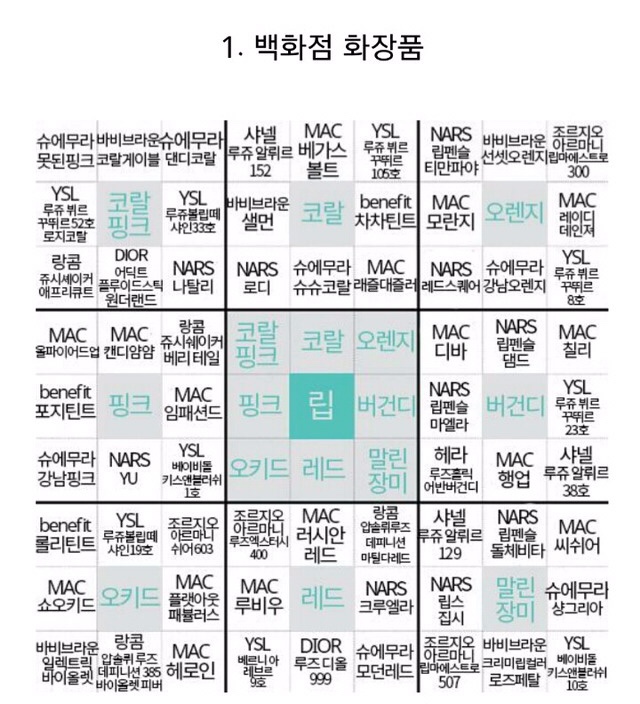 1. 백화점 화장품
슈에무라 못된핑크
바비브라운 코랄게이블
슈에무라 댄디코랄
샤넬 루쥬 알뤼르 152
MAC 베가스 볼트
YSL 루쥬 쀠르 꾸뛰르 105호
NARS 립펜슬 티만파야
바비브라운 선셋오렌지
조르지오 아르마니 립마에스트로 300
YSL 루쥬 쀠르 꾸뛰르 52호 로지코랄
코랄 핑크
YSL 루쥬볼립떼 샤인33호
바비브라운 샐먼
코랄
benefit 차차틴트
MAC 모란지
오렌지
MAC 레이디 데인져
랑콤 쥬시셰이커 애프리큐트
DIOR 어딕트 플루이드스틱 원더랜드
NARS 나탈리
NARS 로디
슈에무라 슈슈코랄
MAC 래즐대즐러
NARS 레드스퀘어
슈에무라 강남오렌지
YSL 루쥬 쀠르 꾸뛰르 8호
MAC 올파이어드업
MAC 캔디얌얌
랑콤 쥬시쉐이커 베리 테일
코랄 핑크
코랄
오렌지
MAC 디바
NARS 립펜슬 댐드
MAC 칠리
benefit 포지틴트
핑크
MAC 임패션드
핑크
립
버건디
NARS 립펜슬 마엘라
버건디
YSL 루쥬 쀠르 꾸뛰르 23호
슈에무라 강남핑크
NARS YU
YSL 베이비돌 키스앤블러쉬 1호
오키드
레드
말린 장미
헤라 루즈홀릭 어반버건디
MAC 행업
샤넬 루쥬 알뤼르 38호
benefit 롤리틴트
YSL 루쥬볼립떼 샤인19호
조르지오 아르마니 쉬어603
조르지오 아르마니 루즈엑스터시 400
MAC 러시안 레드
랑콤 압솔뤼루즈 데피니션 마틸다레드
샤넬 루쥬 알뤼르 129
NARS 립펜슬 돌체비타
MAC 씨쉬어
MAC 쇼오키드
오키드
MAC 플랫아웃 패뷸러스
MAC 루비우
레드
NARS 크루엘라
NARS 립스 집시
말린 장미
슈에무라 샹그리아
바비브라운 일렉트릭 바이올렛
랑콤 압솔뤼 루즈 데피니션 385 바이올렛 피버
MAC 헤로인
YSL 베르니 아 레브르 9호
DIOR 루즈 디올 999
슈에무라 모던레드
조르지오 아르마니 립마에스트로 507
바비브라운 크리미립컬러 로즈페탈
YSL 베이비돌 키스앤블러쉬 10호